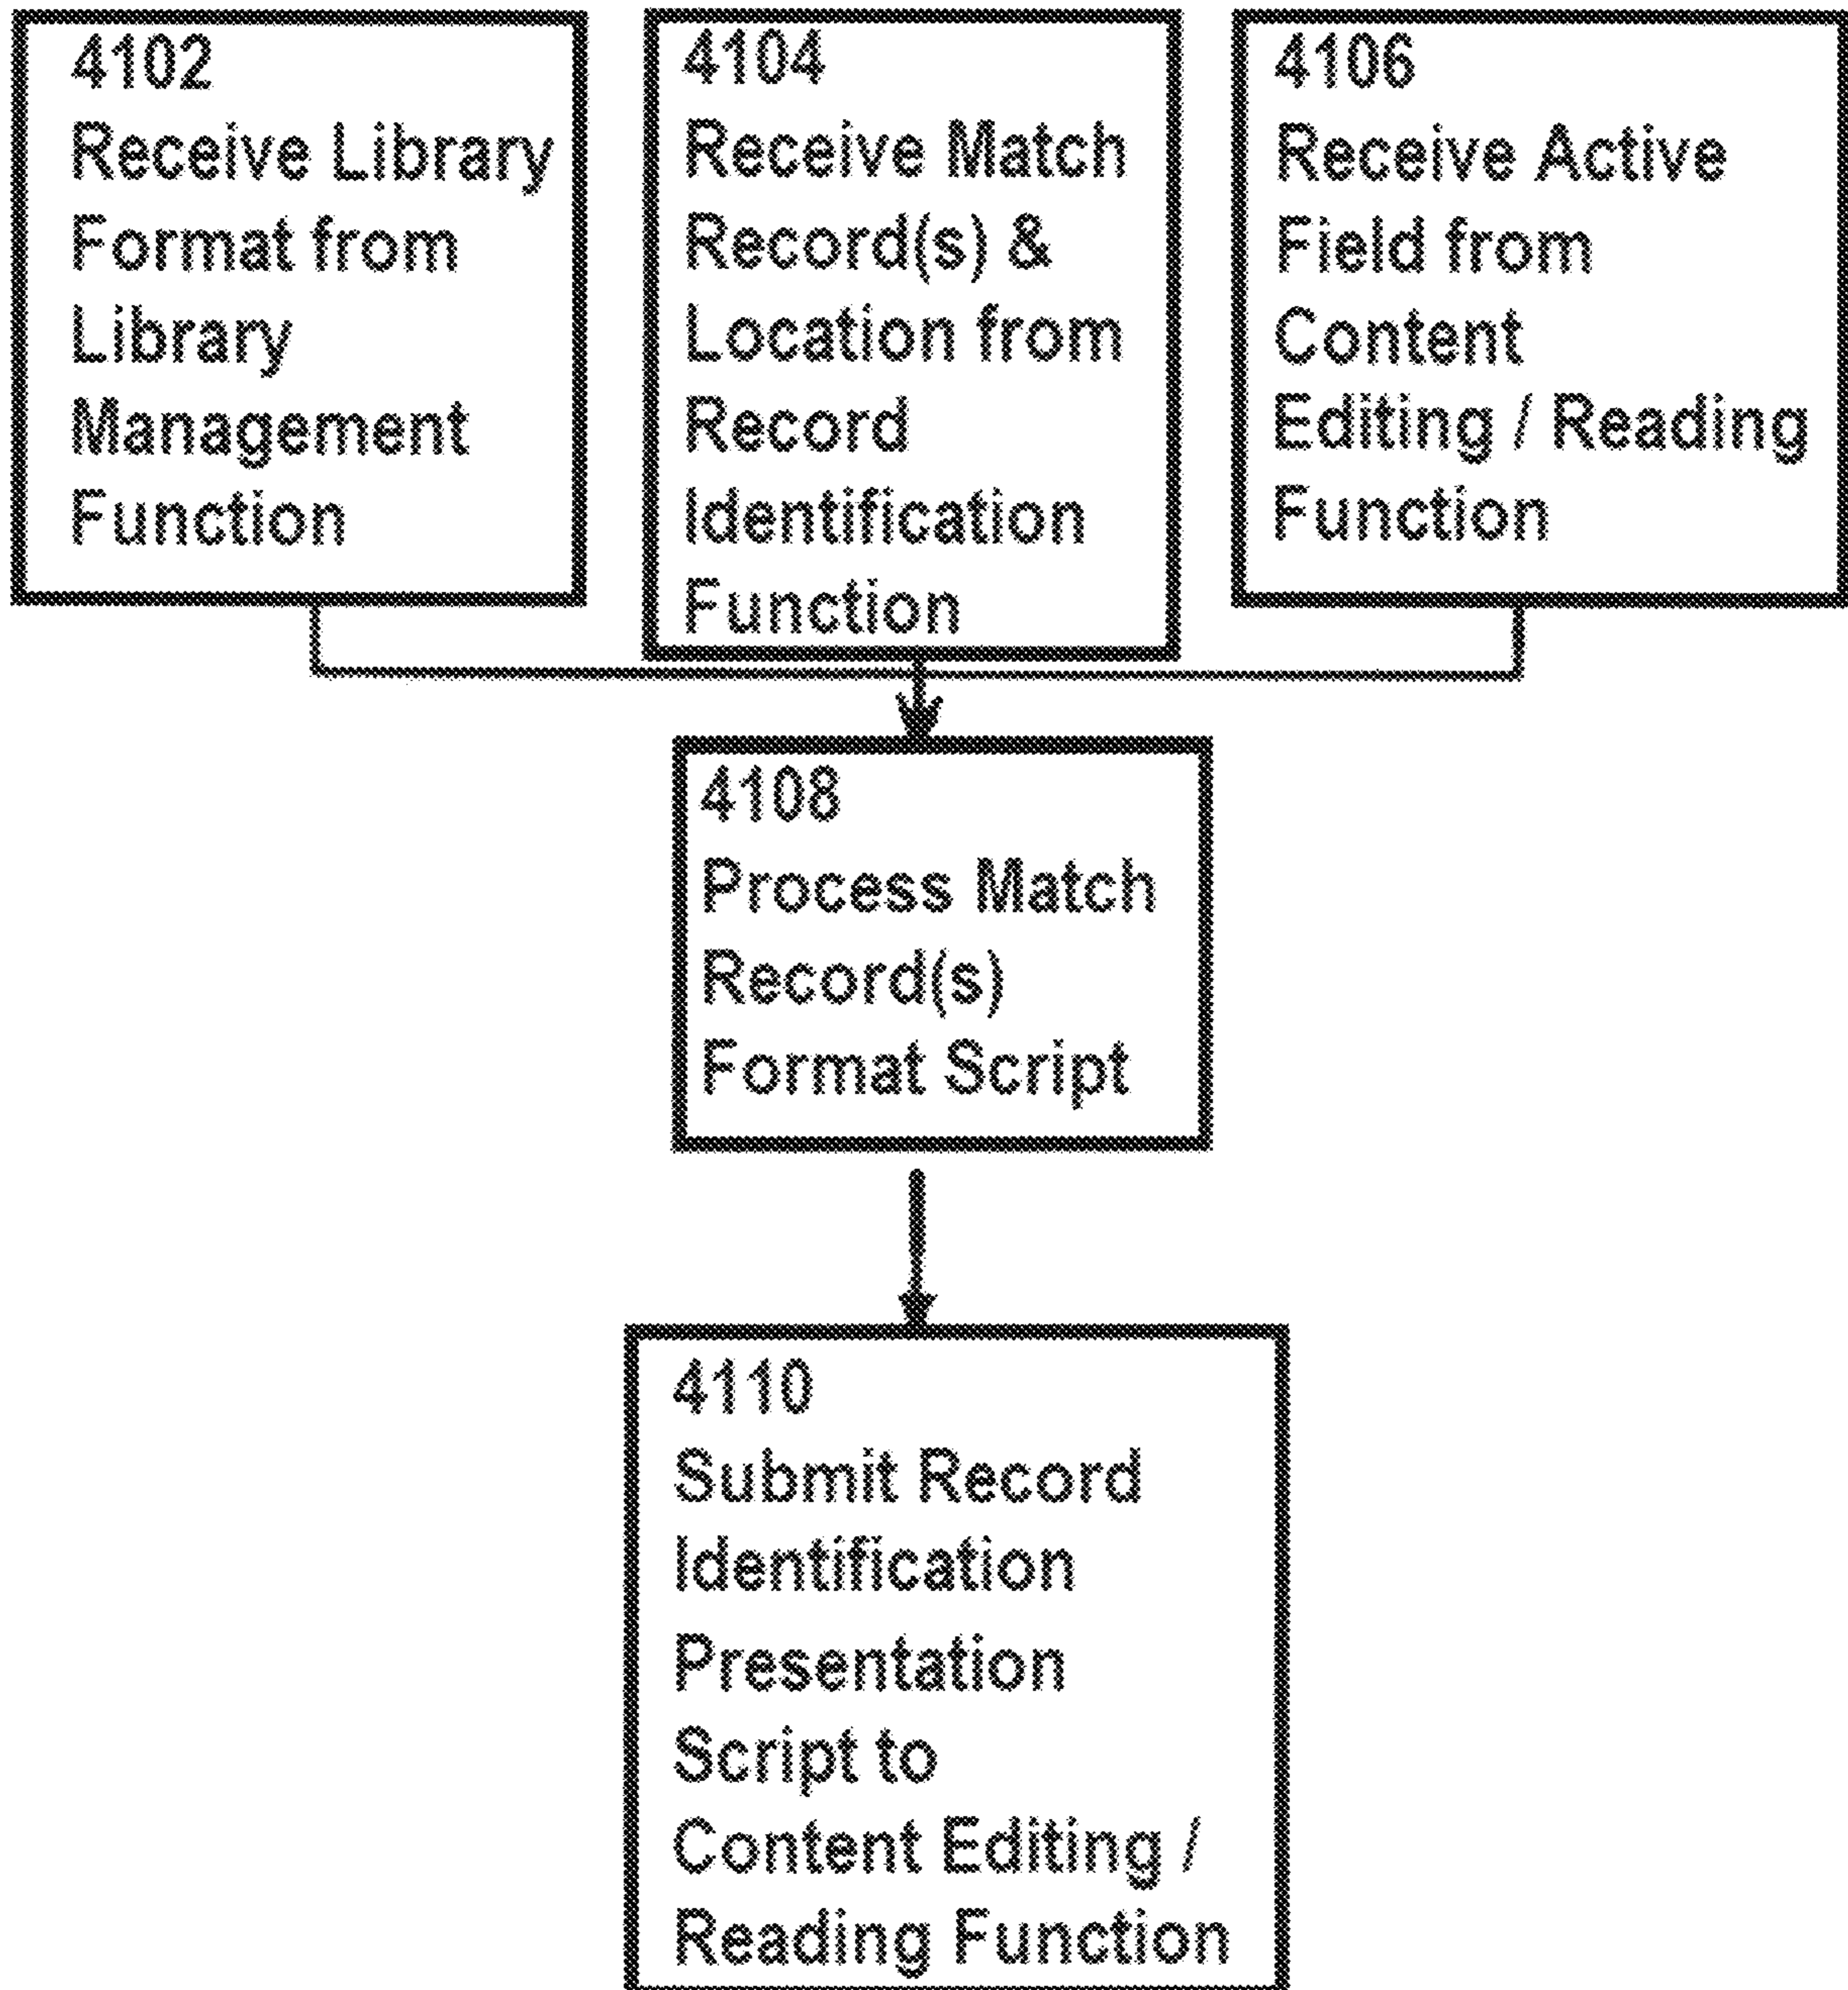 4102
Receive Library
Format from
Library
Management
Function
4104
Receive Match
Record(s) &
Location from
Record
Identification
Function
4106
Receive Active
Field from
Content
Editing / Reading
Function
4108
Process Match
Record(s)
Format Script
4110
Submit Record
Identification
Presentation
Script to
Content Editing /
Reading Function